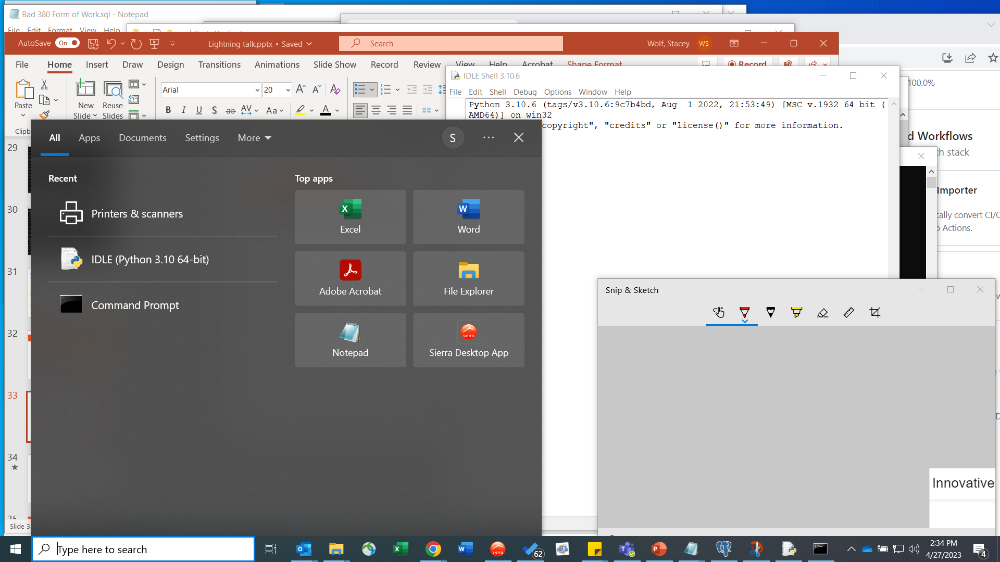 Bad 380 Form of Work.sql - Notepad
File Edit Format View Help
AutoSave On
Lightning talk.pptx • Saved
Search
Wolf, Stacey WS
File Home Insert Draw Design Transitions Animations Slide Show Record Review View Help Acrobat Shape Format
Record
Paste
New
Slide
Reuse
Slides
Arial
20
B I U S ab AV Aa A
Clipb
IDLE Shell 3.10.6
File Edit Shell Debug Options Window Help
Python 3.10.6 (tags/v3.10.6:9c7b4bd, Aug 1 2022, 21:53:49) [MSC v.1932 64 bit (
AMD64)] on win32
copyright", "credits" or "license()" for more information.
100.0%
d Workflows
ch stack
Importer
cally convert CI/C
o Actions.
29
30
31
32
33
34
35
Slide 33
All Apps Documents Settings More
S
Recent
Printers & scanners
IDLE (Python 3.10 64-bit)
Command Prompt
Top apps
Excel
Word
Adobe Acrobat
File Explorer
Notepad
Sierra Desktop App
Snip & Sketch
Innovative
Type here to search
62
2:34 PM
4/27/2023
4